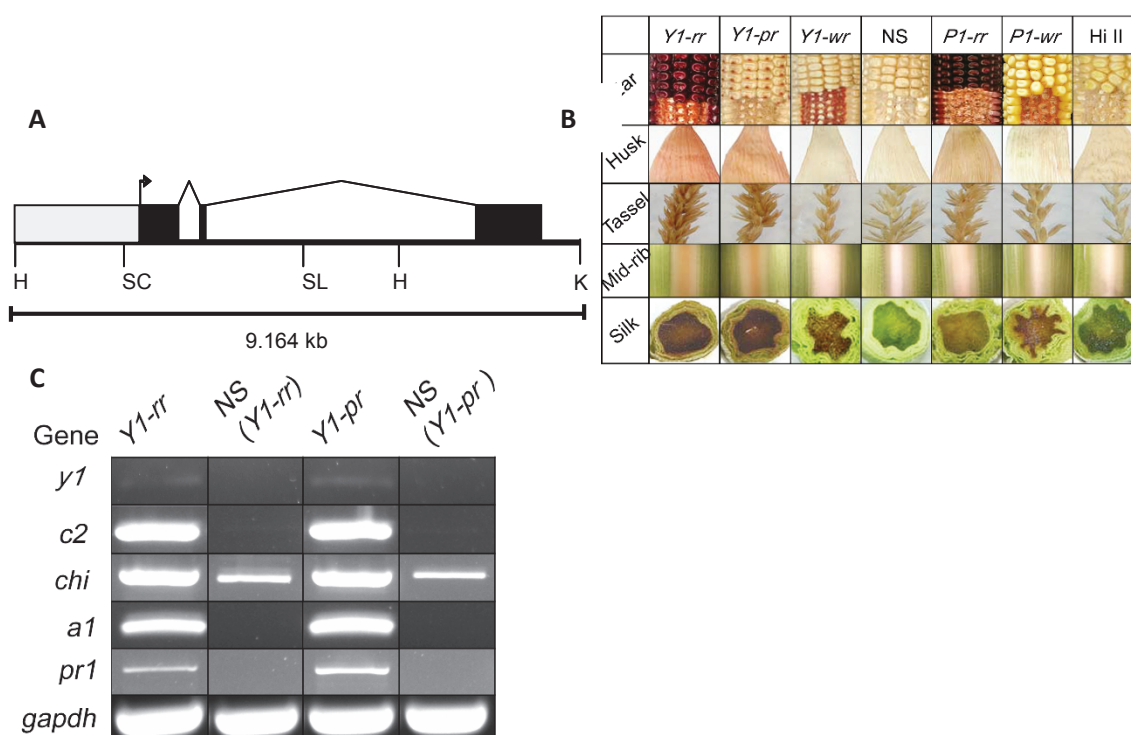 A
H SC SL H K
9.164 kb
B
Y1-rr Y1-pr Y1-wr NS P1-rr P1-wr Hi II
ar
Husk
Tassel
Mid-rib
Silk
C
Gene Y1-rr NS (Y1-rr) Y1-pr NS (Y1-pr)
y1
c2
chi
a1
pr1
gapdh